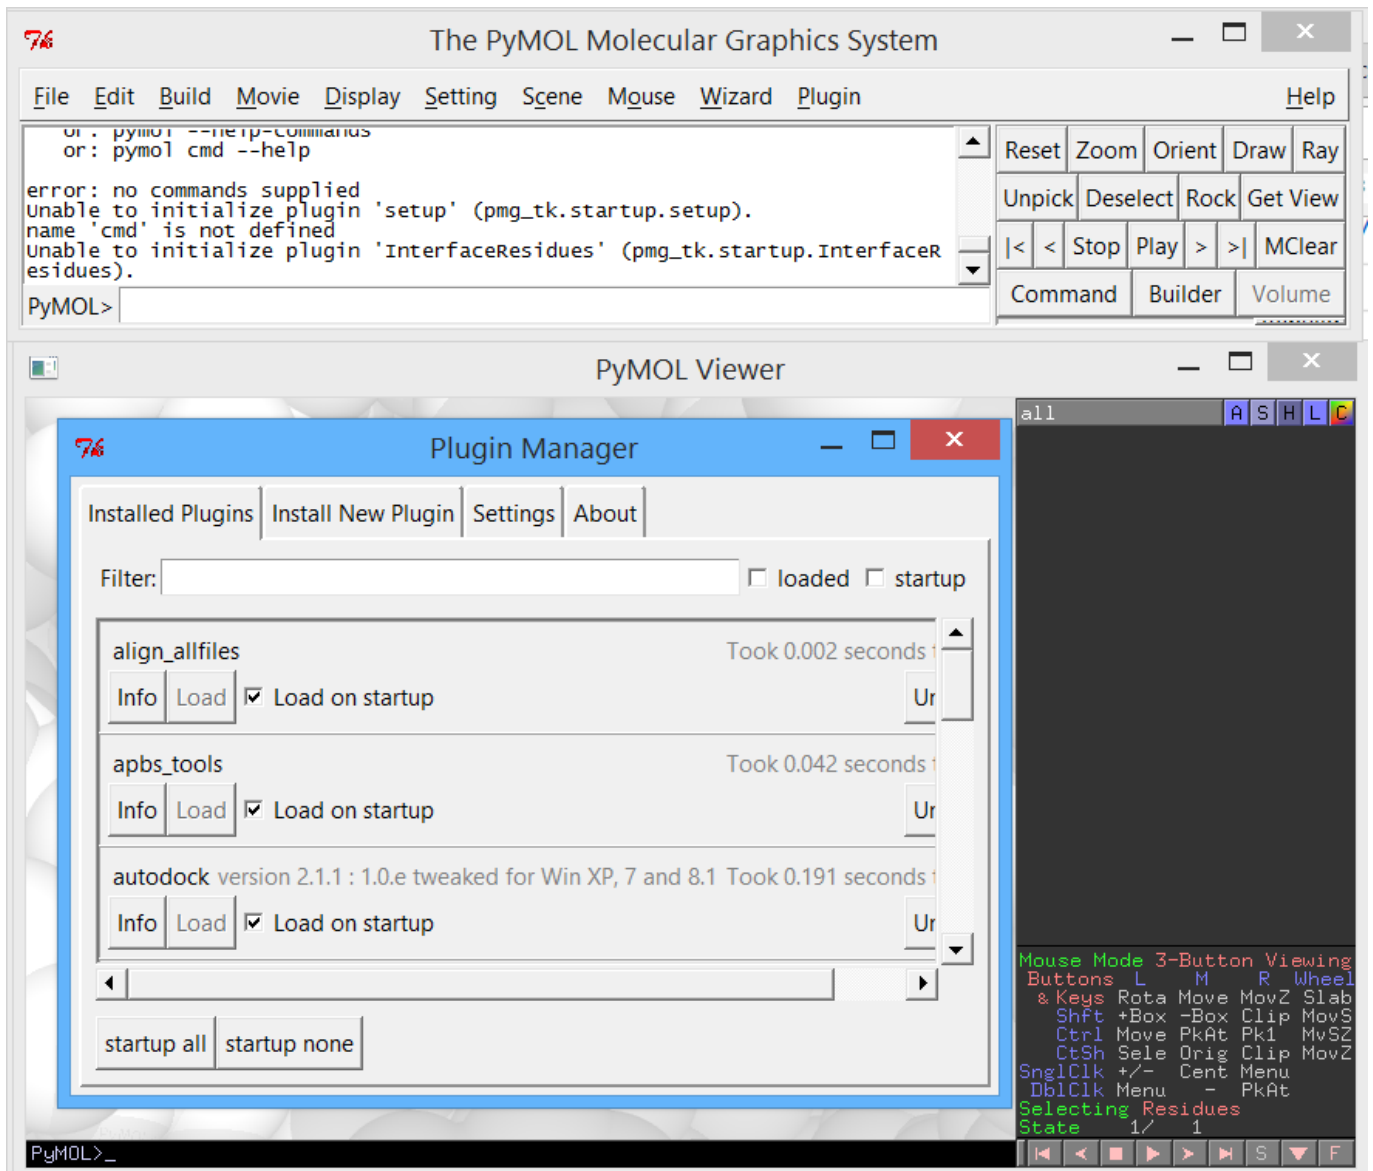 The PyMOL Molecular Graphics System
File Edit Build Movie Display Setting Scene Mouse Wizard Plugin Help
or: pymol --help-commands
or: pymol cmd --help
error: no commands supplied
Unable to initialize plugin 'setup' (pmg_tk.startup.setup).
name 'cmd' is not defined
Unable to initialize plugin 'InterfaceResidues' (pmg_tk.startup.InterfaceR
esidues).
PyMOL>
Reset Zoom Orient Draw Ray
Unpick Deselect Rock Get View
|< < Stop Play > >| MClear
Command Builder Volume
PyMOL Viewer
all A S H L C
Plugin Manager
Installed Plugins Install New Plugin Settings About
Filter: loaded startup
align_allfiles Took 0.002 seconds
Info Load Load on startup
apbs_tools Took 0.042 seconds
Info Load Load on startup
autodock version 2.1.1 : 1.0.e tweaked for Win XP, 7 and 8.1 Took 0.191 seconds
Info Load Load on startup
startup all startup none
Mouse Mode 3-Button Viewing
Buttons L M R Wheel
& Keys Rota Move MovZ Slab
Shft +Box -Box Clip MovS
Ctrl Move PkAt Pk1 MvSZ
CtSh Sele Orig Clip MovZ
SnglClk +/- Cent Menu
DblClk Menu - PkAt
Selecting Residues
State 1/ 1
PyMOL>_
S F